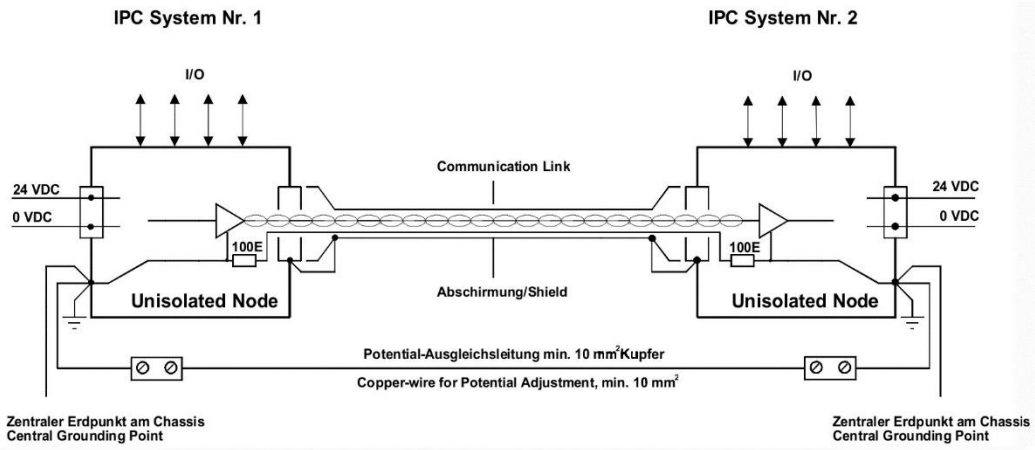 IPC System Nr. 1
IPC System Nr. 2
I/O
I/O
Communication Link
24 VDC
0 VDC
24 VDC
0 VDC
100E
100E
Unisolated Node
Abschirmung/Shield
Unisolated Node
Potential-Ausgleichsleitung min. 10 mm²Kupfer
Copper-wire for Potential Adjustment, min. 10 mm²
Zentraler Erdpunkt am Chassis
Central Grounding Point
Zentraler Erdpunkt am Chassis
Central Grounding Point